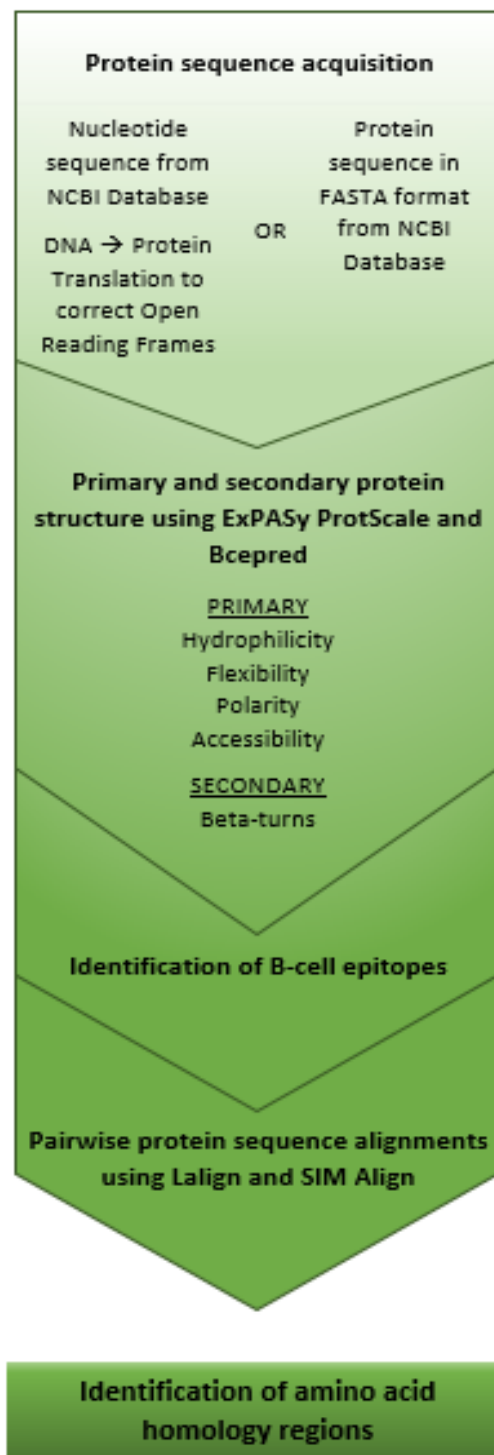 Protein sequence acquisition
Nucleotide
sequence from
NCBI Database
DNA → Protein
Translation to
correct Open
Reading Frames
OR
Protein
sequence in
FASTA format
from NCBI
Database
Primary and secondary protein
structure using ExPASy ProtScale and
Bcepred
PRIMARY
Hydrophilicity
Flexibility
Polarity
Accessibility
SECONDARY
Beta-turns
Identification of B-cell epitopes
Pairwise protein sequence alignments
using Lalign and SIM Align
Identification of amino acid
homology regions